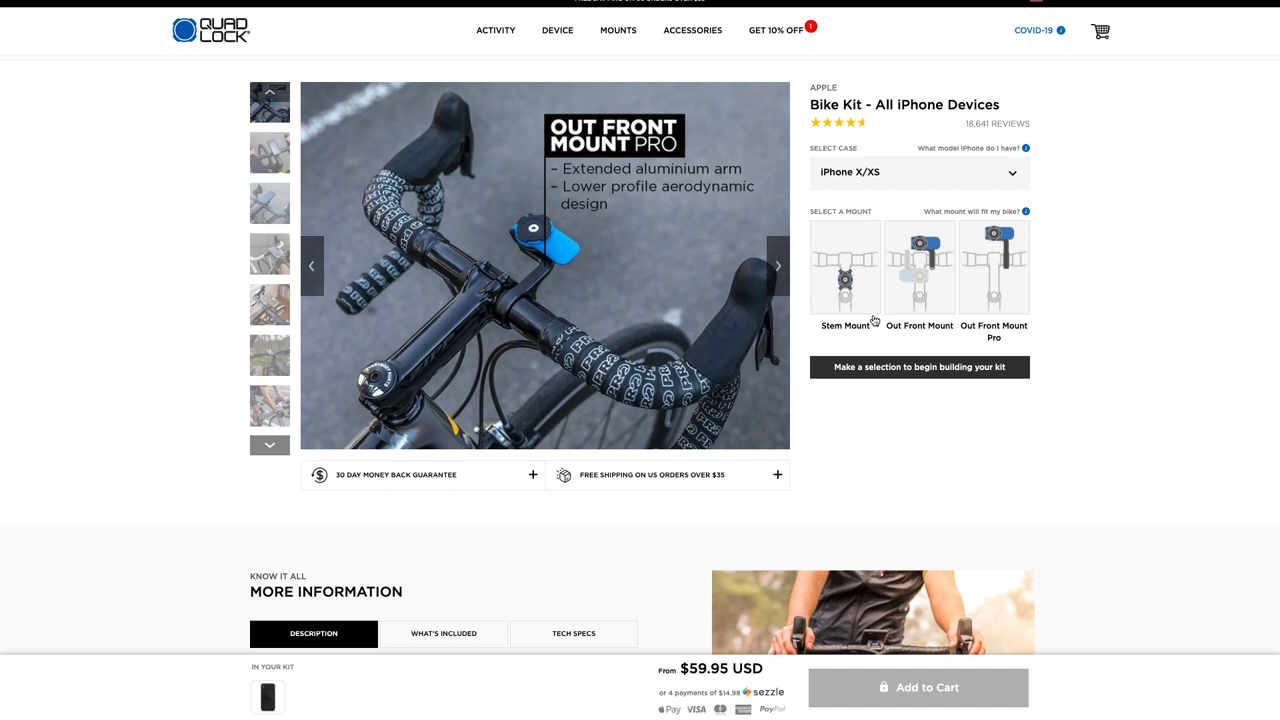 QUAD
LOCK
ACTIVITY
DEVICE
MOUNTS
ACCESSORIES
GET 10% OFF
1
COVID-19
APPLE
Bike Kit - All iPhone Devices
18,641 REVIEWS
SELECT CASE
What model iPhone do I have?
iPhone X/XS
SELECT A MOUNT
What mount will fit my bike?
Stem Mount
Out Front Mount
Out Front Mount
Pro
Make a selection to begin building your kit
OUT FRONT
MOUNT PRO
– Extended aluminium arm
– Lower profile aerodynamic
design
30 DAY MONEY BACK GUARANTEE
FREE SHIPPING ON US ORDERS OVER $35
KNOW IT ALL
MORE INFORMATION
DESCRIPTION
WHAT'S INCLUDED
TECH SPECS
IN YOUR KIT
From $59.95 USD
or 4 payments of $14.98 sezzle
Pay VISA PayPal
Add to Cart